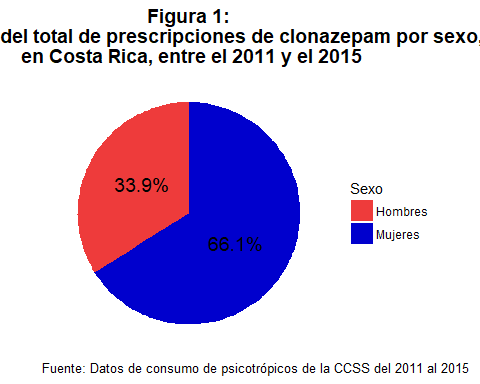 Figura 1:
del total de prescripciones de clonazepam por sexo,
en Costa Rica, entre el 2011 y el 2015
33.9%
66.1%
Sexo
Hombres
Mujeres
Fuente: Datos de consumo de psicotrópicos de la CCSS del 2011 al 2015